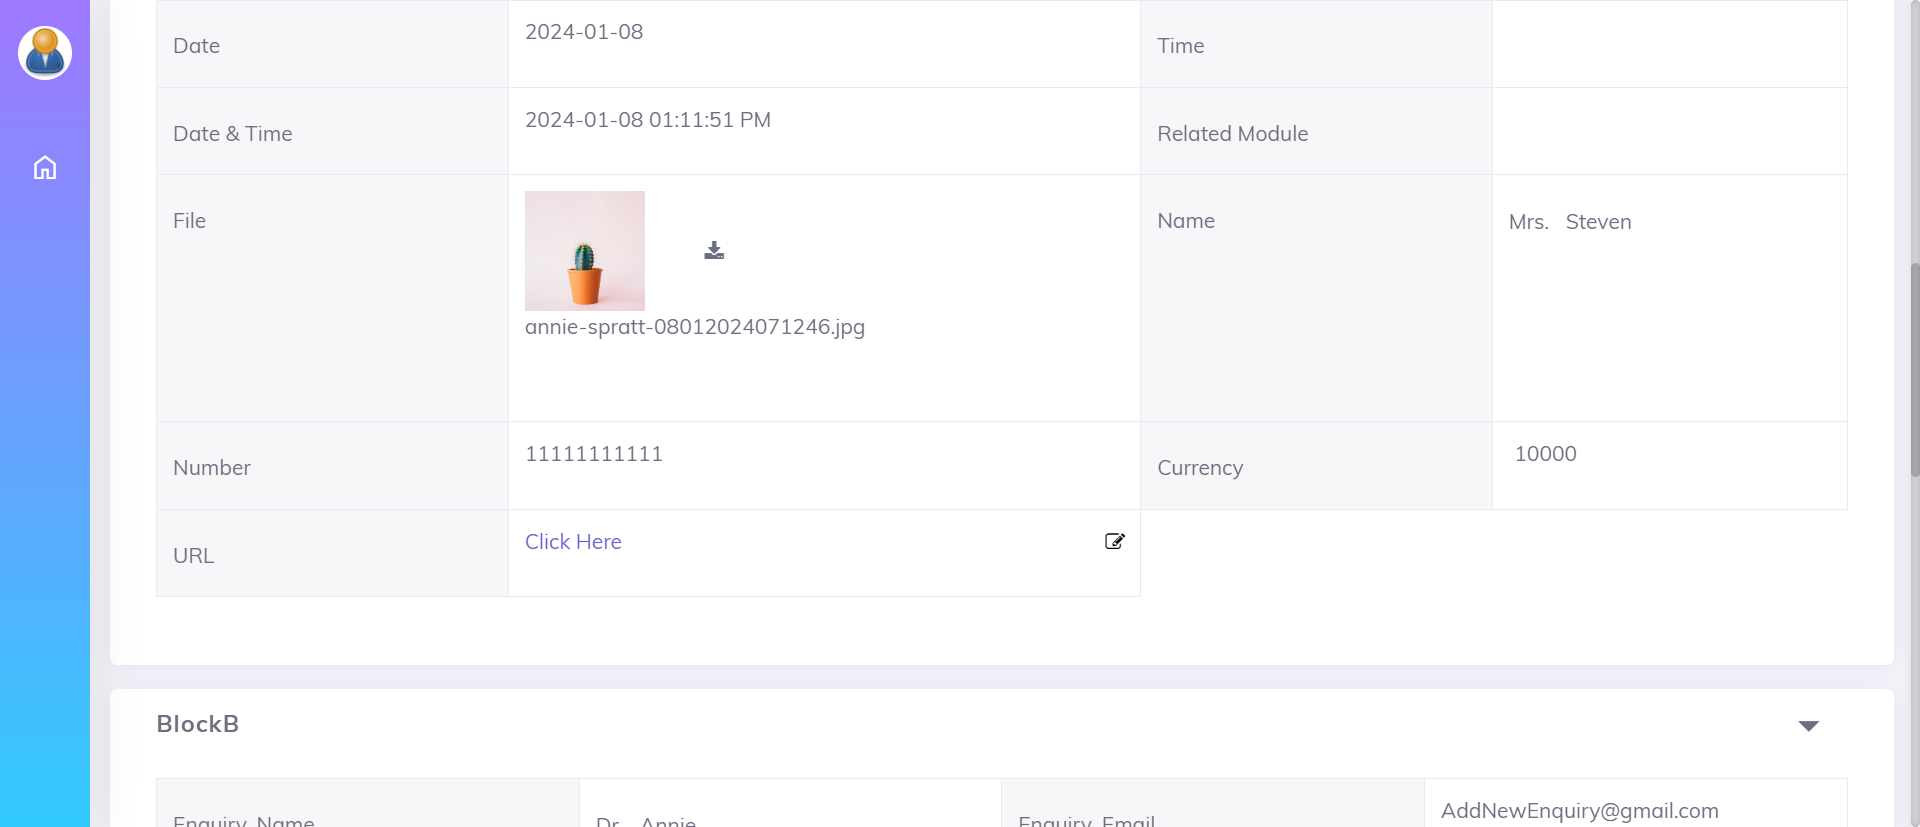 Date 2024-01-08 Time
Date & Time 2024-01-08 01:11:51 PM Related Module
File Name Mrs. Steven
annie-spratt-08012024071246.jpg
Number 11111111111 Currency 10000
URL Click Here
BlockB
Enquiry Name Dr. Annie Enquiry Email AddNewEnquiry@gmail.com